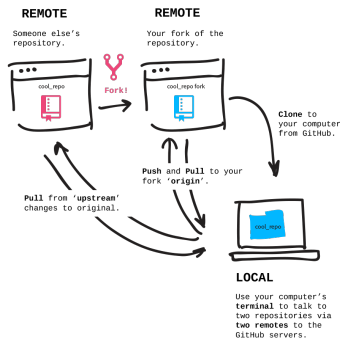 REMOTE
Someone else's
repository.
cool_repo
Fork!
REMOTE
Your fork of the
repository.
cool_repo fork
Clone to
your computer
from GitHub.
Push and Pull to your
fork ‘origin’.
Pull from ‘upstream’
changes to original.
cool_repo
LOCAL
Use your computer’s
terminal to talk to
two repositories via
two remotes to the
GitHub servers.